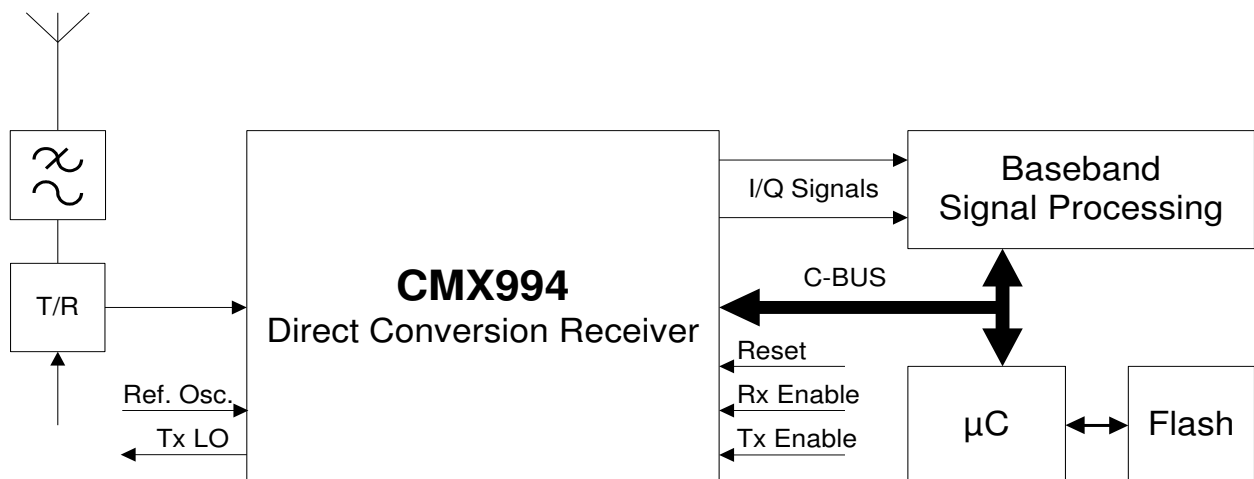 Baseband
Signal Processing
I/Q Signals
C-BUS
CMX994
Direct Conversion Receiver
T/R
Reset
Ref. Osc.
Rx Enable
Tx LO
Tx Enable
µC
Flash